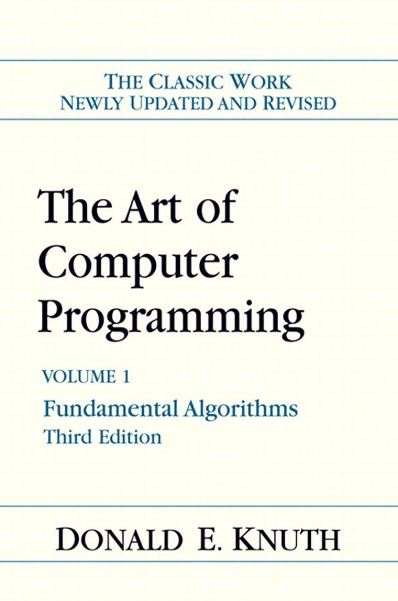 The Classic Work
Newly Updated and Revised
The Art of
Computer
Programming
VOLUME 1
Fundamental Algorithms
Third Edition
DONALD E. KNUTH